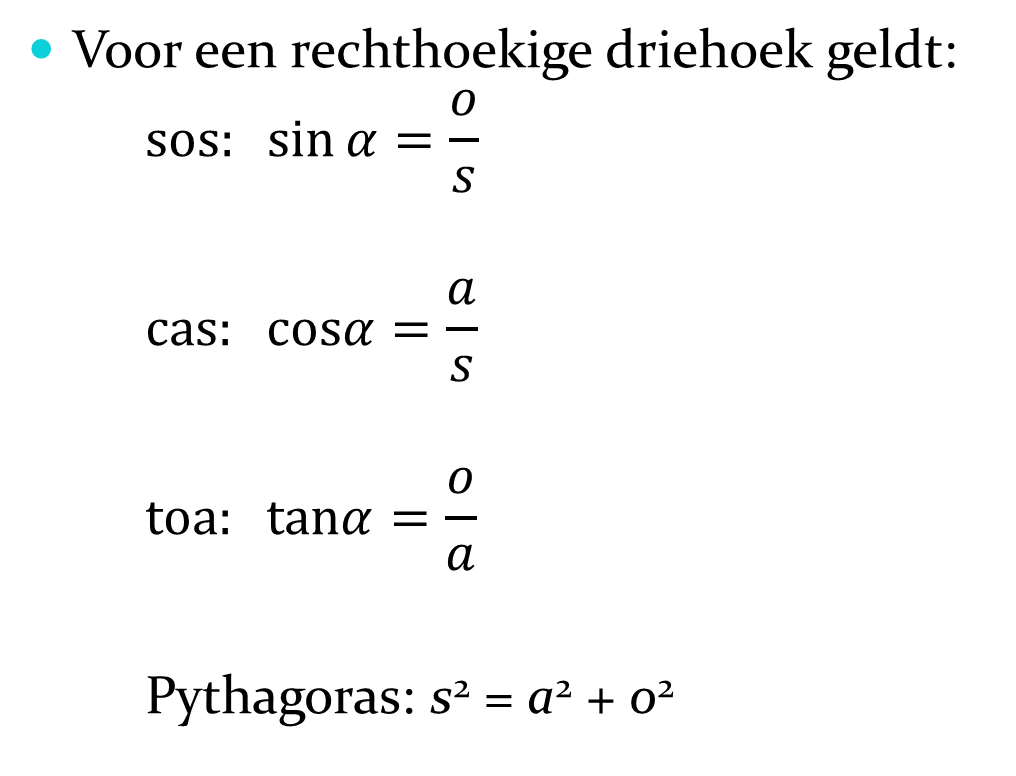 • Voor een rechthoekige driehoek geldt:
sos: sin 𝛼 = 𝑜/𝑠
cas: cos𝛼 = 𝑎/𝑠
toa: tan𝛼 = 𝑜/𝑎
Pythagoras: s² = a² + o²